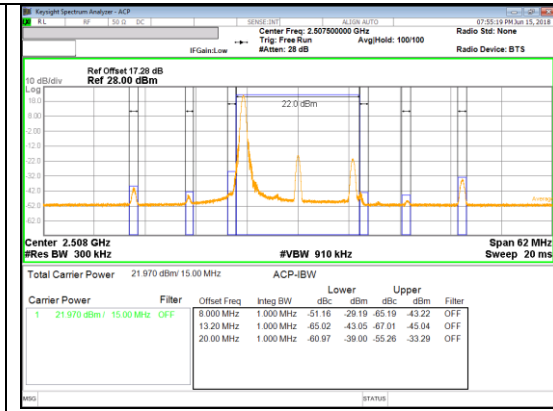 Keysight Spectrum Analyzer - ACP
RL RF 50 Ω DC SENSE:INT ALIGN AUTO 07:55:19 PM Jun 15, 2018
Center Freq: 2.507500000 GHz Radio Std: None
Trig: Free Run Avg|Hold: 100/100
IFGain:Low #Atten: 28 dB Radio Device: BTS
Ref Offset 17.28 dB
10 dB/div Ref 28.00 dBm
Log
18.0
22.0 dBm
8.00
-2.00
-12.0
-22.0
-32.0
-42.0
Average
-52.0
-62.0
Center 2.508 GHz Span 62 MHz
#Res BW 300 kHz #VBW 910 kHz Sweep 20 ms
Total Carrier Power 21.970 dBm/ 15.00 MHz ACP-IBW
Lower Upper
Carrier Power Filter Offset Freq Integ BW dBc dBm dBc dBm Filter
1 21.970 dBm / 15.00 MHz OFF 8.000 MHz 1.000 MHz -51.16 -29.19 -65.19 -43.22 OFF
13.20 MHz 1.000 MHz -65.02 -43.05 -67.01 -45.04 OFF
20.00 MHz 1.000 MHz -60.97 -39.00 -55.26 -33.29 OFF
MSG STATUS